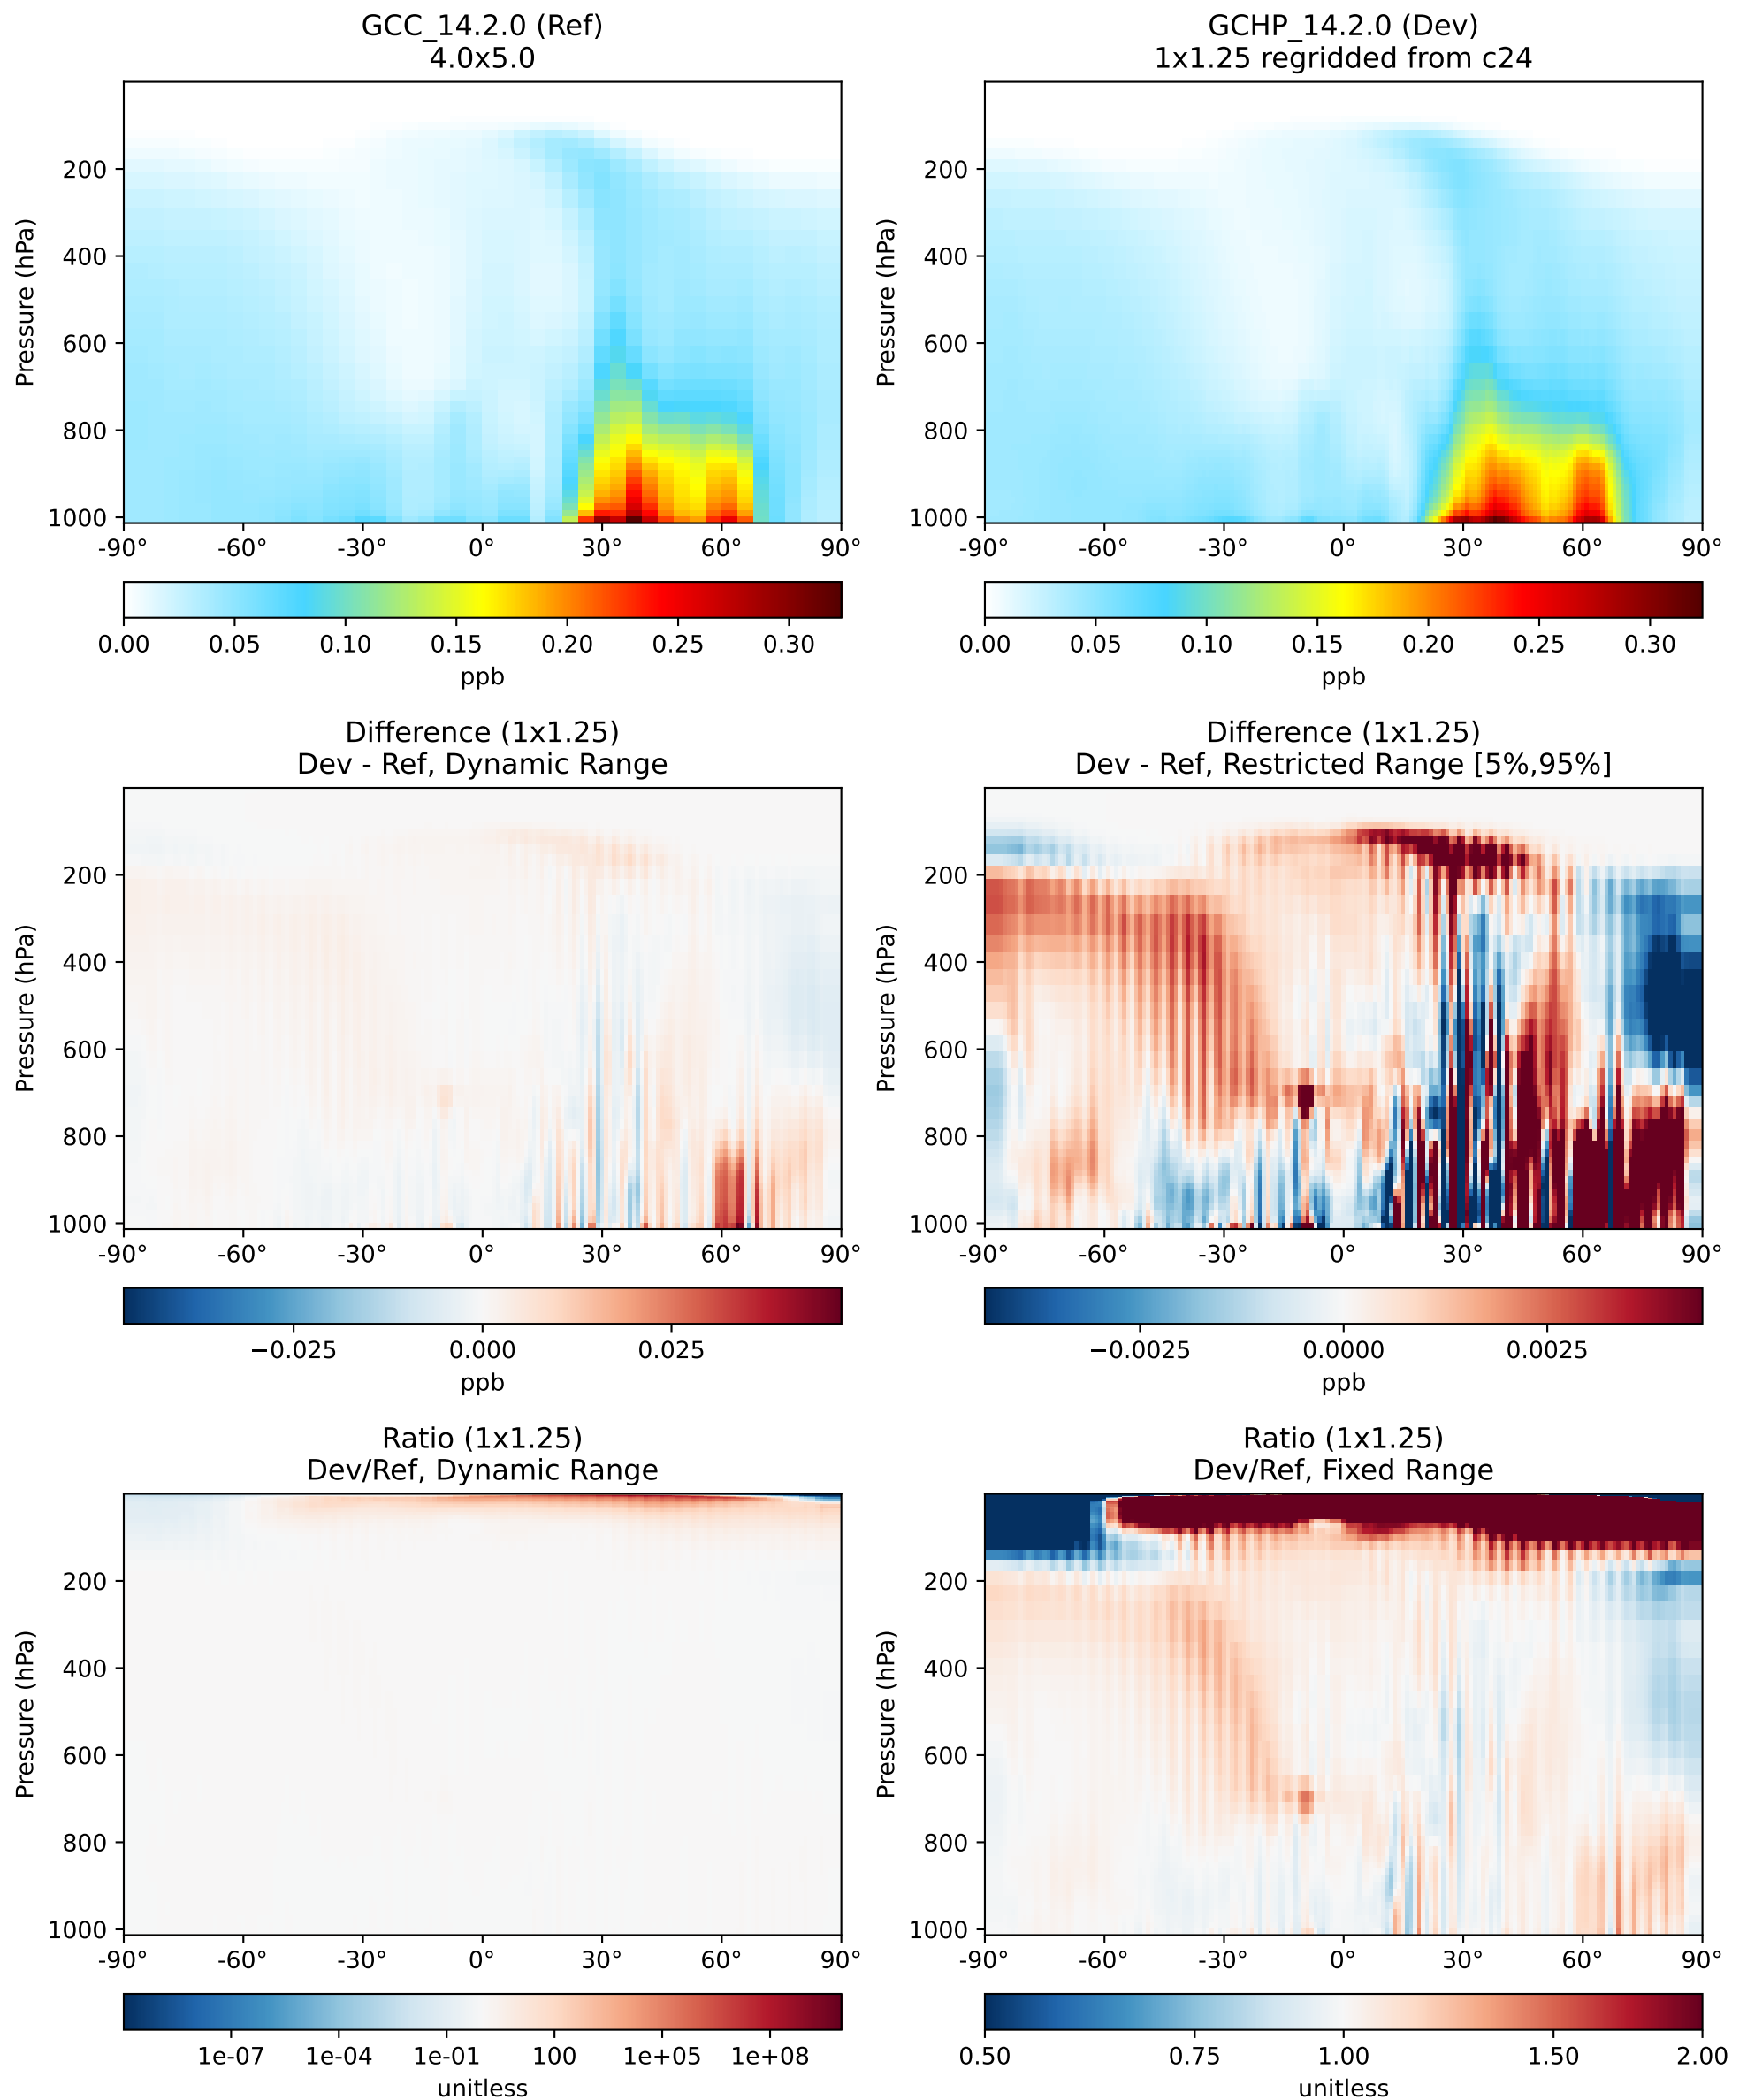 GCC_14.2.0 (Ref)
4.0x5.0
GCHP_14.2.0 (Dev)
1x1.25 regridded from c24
Pressure (hPa)
200
400
600
800
1000
-90° -60° -30° 0° 30° 60° 90°
0.00 0.05 0.10 0.15 0.20 0.25 0.30
ppb
Pressure (hPa)
200
400
600
800
1000
-90° -60° -30° 0° 30° 60° 90°
0.00 0.05 0.10 0.15 0.20 0.25 0.30
ppb
Difference (1x1.25)
Dev - Ref, Dynamic Range
Pressure (hPa)
200
400
600
800
1000
-90° -60° -30° 0° 30° 60° 90°
−0.025 0.000 0.025
ppb
Difference (1x1.25)
Dev - Ref, Restricted Range [5%,95%]
Pressure (hPa)
200
400
600
800
1000
-90° -60° -30° 0° 30° 60° 90°
−0.0025 0.0000 0.0025
ppb
Ratio (1x1.25)
Dev/Ref, Dynamic Range
Pressure (hPa)
200
400
600
800
1000
-90° -60° -30° 0° 30° 60° 90°
1e-07 1e-04 1e-01 100 1e+05 1e+08
unitless
Ratio (1x1.25)
Dev/Ref, Fixed Range
Pressure (hPa)
200
400
600
800
1000
-90° -60° -30° 0° 30° 60° 90°
0.50 0.75 1.00 1.50 2.00
unitless